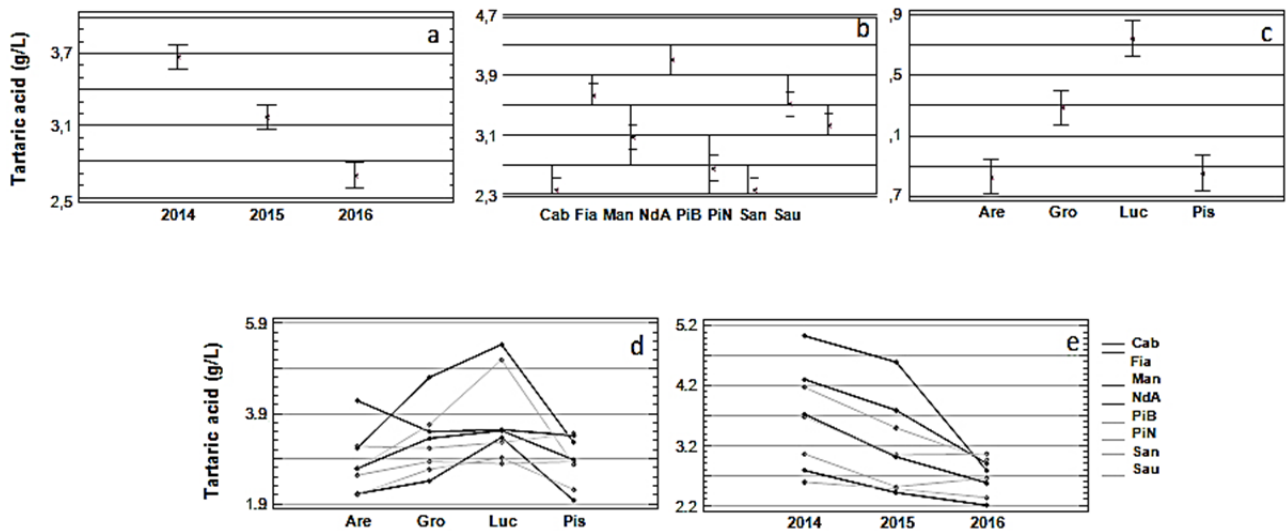 Tartaric acid (g/L)
3,7
3,1
2,5
2014 2015 2016
a
4,7
3,9
3,1
2,3
Cab Fia Man NdA PiB PiN San Sau
b
,9
,5
,1
,7
Are Gro Luc Pis
c
Tartaric acid (g/L)
5.9
3.9
1.9
Are Gro Luc Pis
d
5.2
4.2
3.2
2.2
2014 2015 2016
e
Cab
Fia
Man
NdA
PiB
PiN
San
Sau